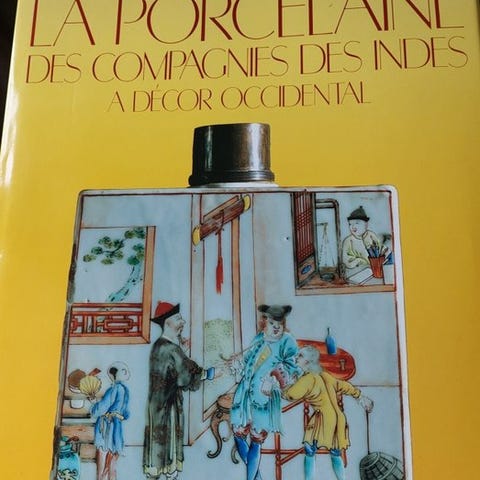 LA PORCELAINE
DES COMPAGNIES DES INDES
A DÉCOR OCCIDENTAL